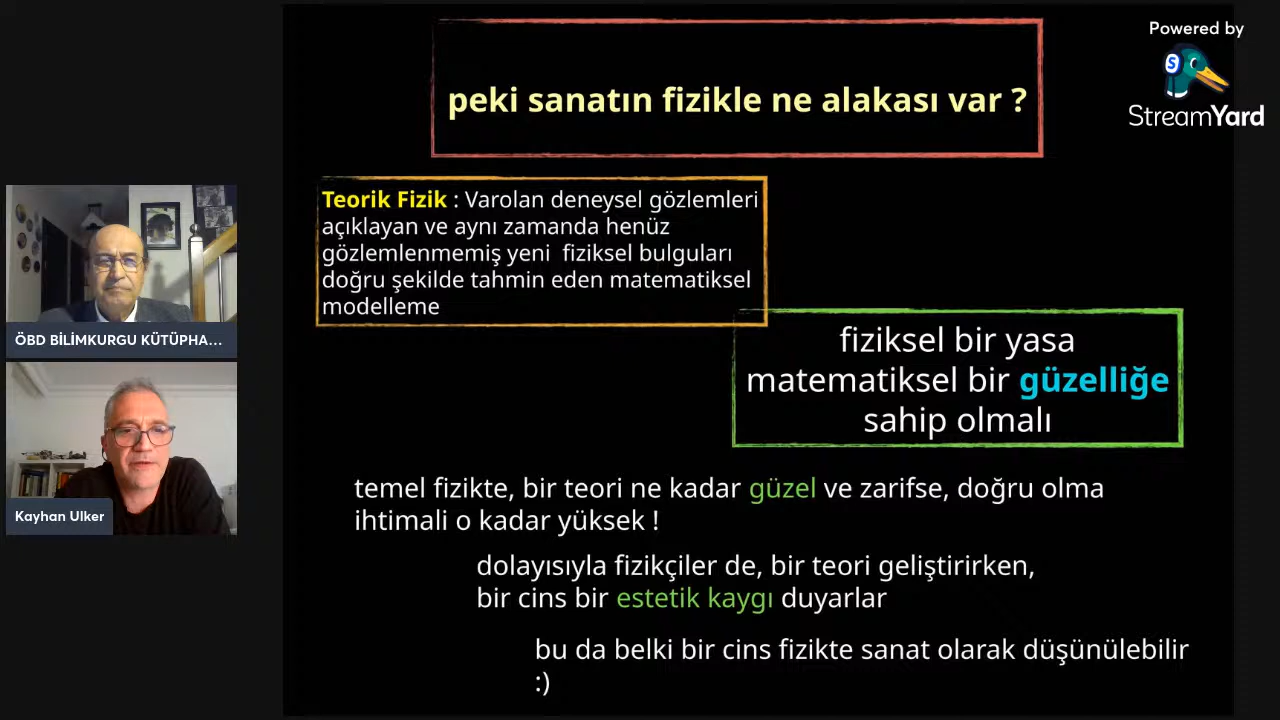 Powered by
StreamYard
peki sanatın fizikle ne alakası var ?
Teorik Fizik : Varolan deneysel gözlemleri
açıklayan ve aynı zamanda henüz
gözlemlenmemiş yeni fiziksel bulguları
doğru şekilde tahmin eden matematiksel
modelleme
fiziksel bir yasa
matematiksel bir güzelliğe
sahip olmalı
temel fizikte, bir teori ne kadar güzel ve zarifse, doğru olma
ihtimali o kadar yüksek !
dolayısıyla fizikçiler de, bir teori geliştirirken,
bir cins bir estetik kaygı duyarlar
bu da belki bir cins fizikte sanat olarak düşünülebilir
:)
ÖBD BİLİMKURGU KÜTÜPHA...
Kayhan Ulker